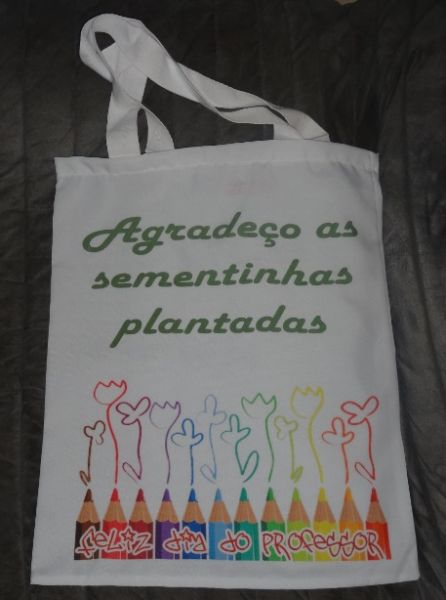 Agradeço as
sementinhas
plantadas
feliz dia do PROFESSOR